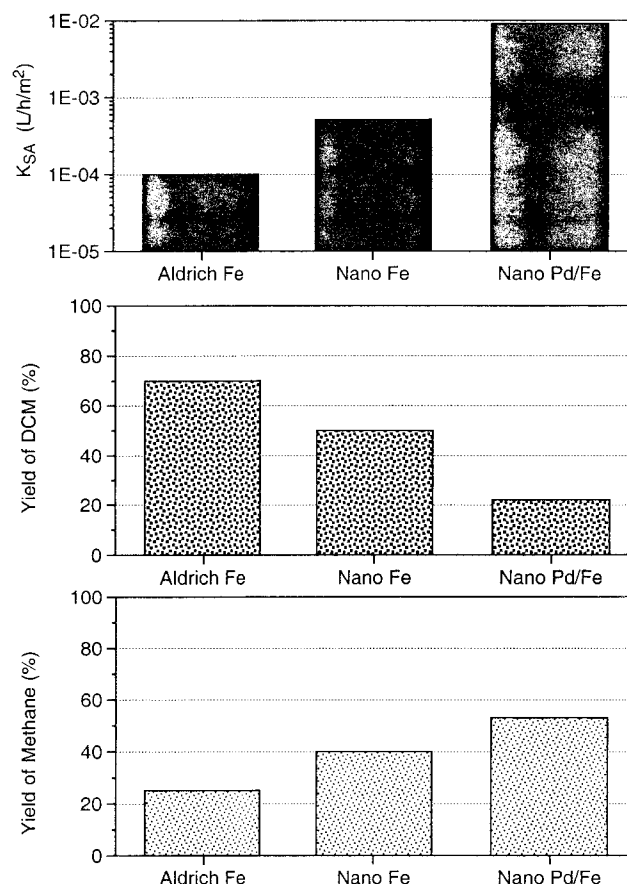 K_SA (L/h/m²)
1E-02
1E-03
1E-04
1E-05
Aldrich Fe Nano Fe Nano Pd/Fe
Yield of DCM (%)
100
80
60
40
20
0
Aldrich Fe Nano Fe Nano Pd/Fe
Yield of Methane (%)
100
80
60
40
20
0
Aldrich Fe Nano Fe Nano Pd/Fe